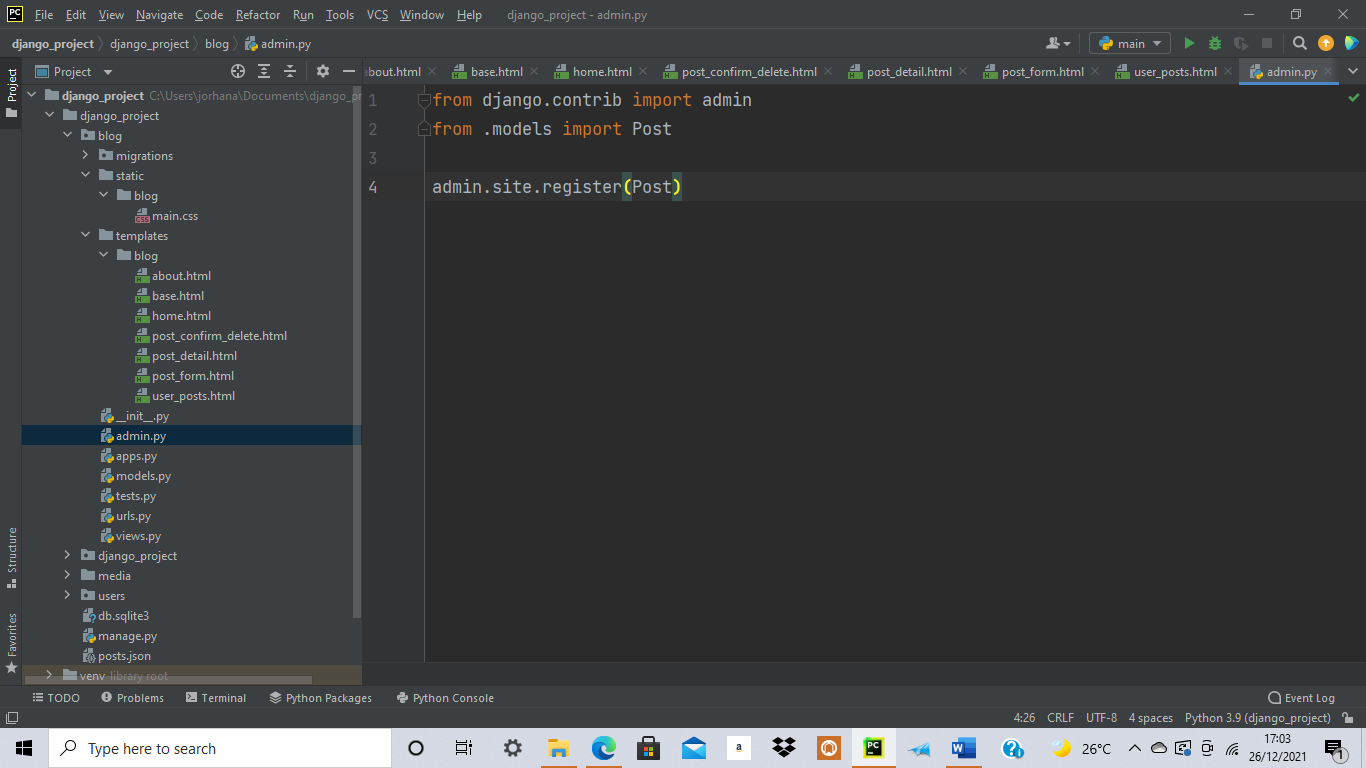 PC File Edit View Navigate Code Refactor Run Tools VCS Window Help django_project - admin.py
django_project django_project blog admin.py main
Project
Project
about.html base.html home.html post_confirm_delete.html post_detail.html post_form.html user_posts.html admin.py
django_project C:\Users\jorhana\Documents\django_pr
django_project
blog
migrations
static
blog
main.css
templates
blog
about.html
base.html
home.html
post_confirm_delete.html
post_detail.html
post_form.html
user_posts.html
__init__.py
admin.py
apps.py
models.py
tests.py
urls.py
views.py
django_project
media
users
db.sqlite3
manage.py
posts.json
venv library root
1 from django.contrib import admin
2 from .models import Post
3
4 admin.site.register(Post)
Structure
Favorites
TODO Problems Terminal Python Packages Python Console Event Log
4:26 CRLF UTF-8 4 spaces Python 3.9 (django_project)
Type here to search
a
PC
W
26°C
17:03
26/12/2021
1